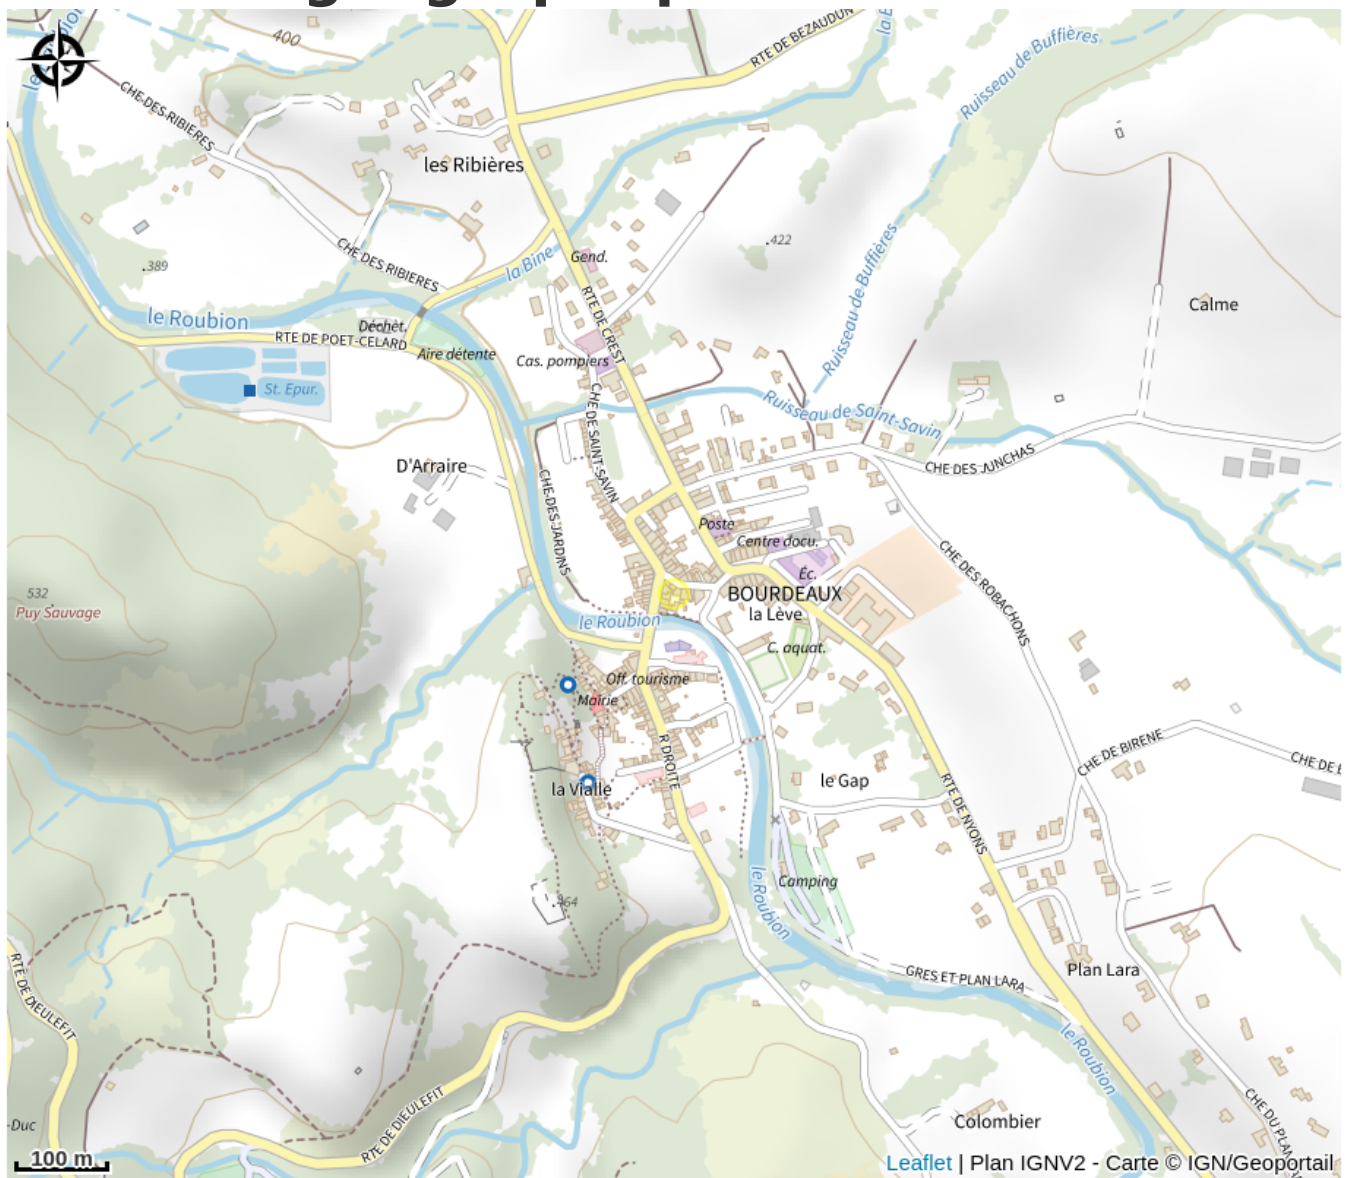 400
RTE DE BEZAUDUN
Ruisseau de Buffières
CHE DES RIBIERES
les Ribières
.422
Gend.
la Bine
CHE DES RIBIERES
.389
Ruisseau de Buffières
Calme
le Roubion
Déchèt.
RTE DE CREST
RTE DE POET-CELARD
Aire détente
Cas. pompiers
St. Epur.
Ruisseau de Saint-Savin
CHE DE SAINT-SAVIN
D'Arraire
CHE DES JUNCHAS
CHE DES JARDINS
Poste
Centre docu.
Éc.
CHE DES ROBACHONS
532
Puy Sauvage
BOURDEAUX
la Lève
le Roubion
C. aquat.
Off. tourisme
Mairie
R DROITE
CHE DE BIRENE
la Vialle
le Gap
RTE DE NYONS
Camping
le Roubion
.464
RTE DE DIEULEFIT
GRES ET PLAN LARA
Plan Lara
le Roubion
RTE DE DIEULEFIT
-Duc
Colombier
CHE DU PLAN
100 m
Leaflet | Plan IGNV2 - Carte © IGN/Geoportail